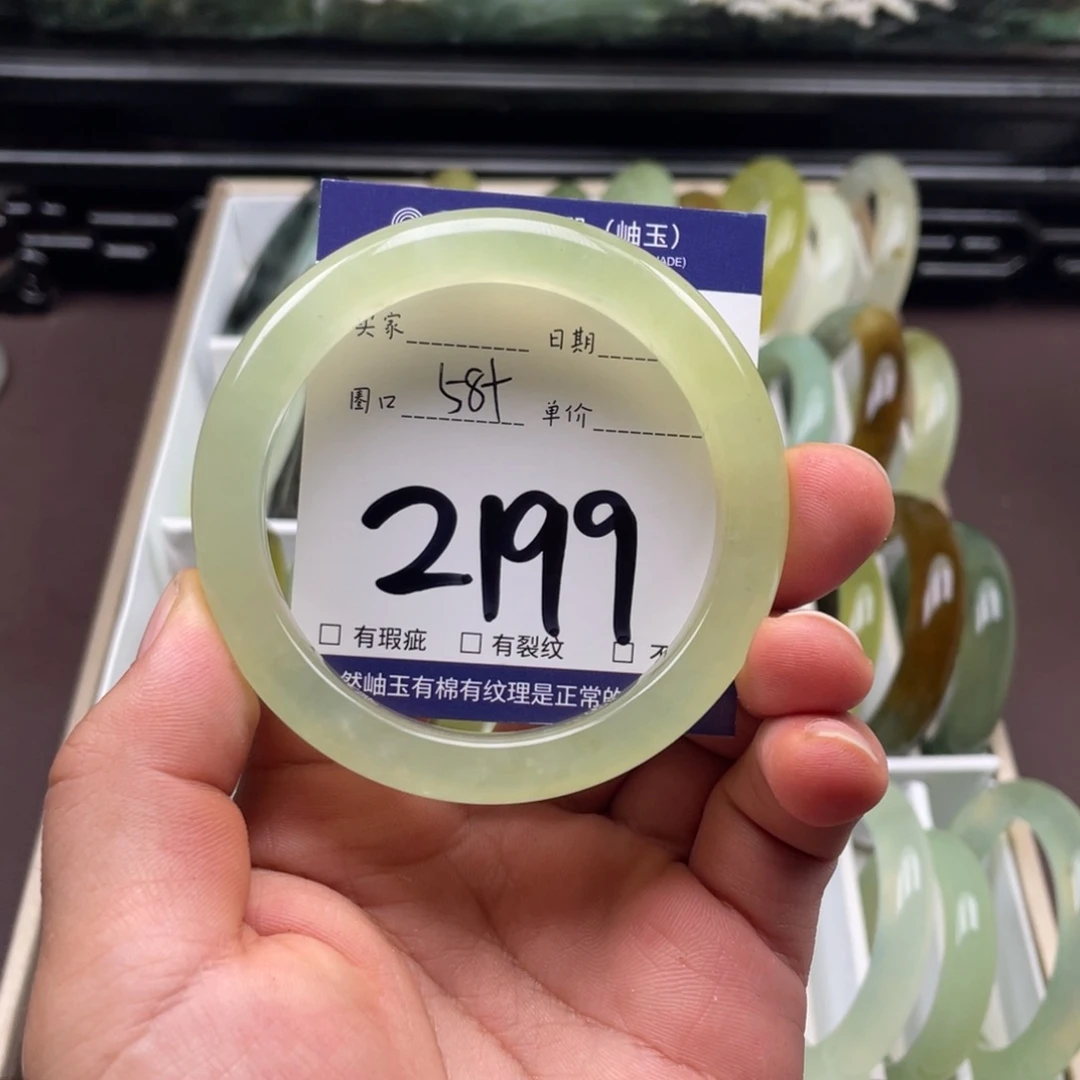 （岫玉）
买家 日期
圈口 58+ 单价
2199
□ 有瑕疵 □ 有裂纹 □
然岫玉有棉有纹理是正常的